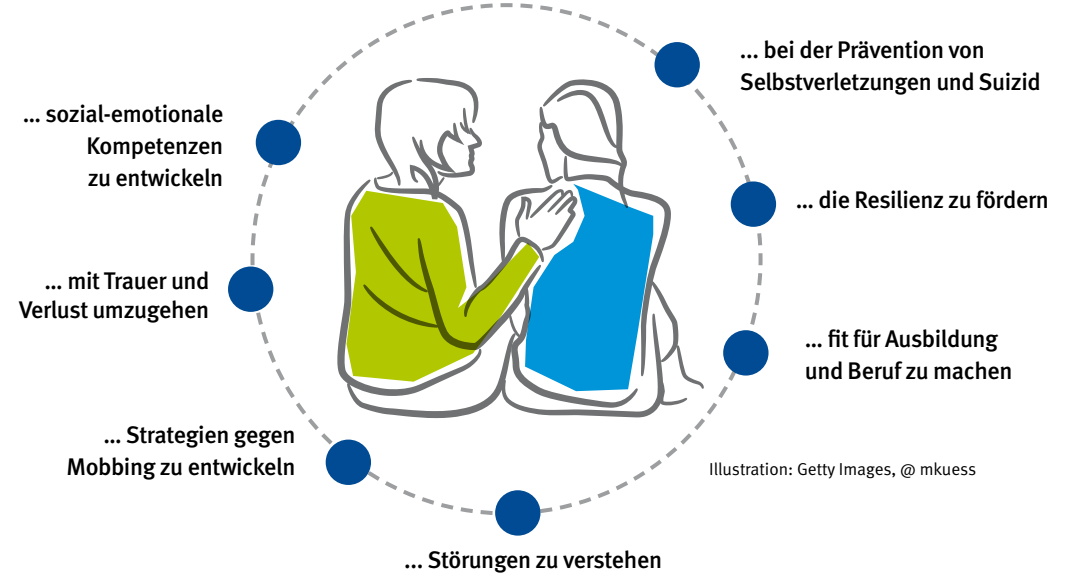 ... bei der Prävention von
Selbstverletzungen und Suizid
... sozial-emotionale
Kompetenzen
zu entwickeln
... die Resilienz zu fördern
... mit Trauer und
Verlust umzugehen
... fit für Ausbildung
und Beruf zu machen
... Strategien gegen
Mobbing zu entwickeln
Illustration: Getty Images, @ mkuess
... Störungen zu verstehen